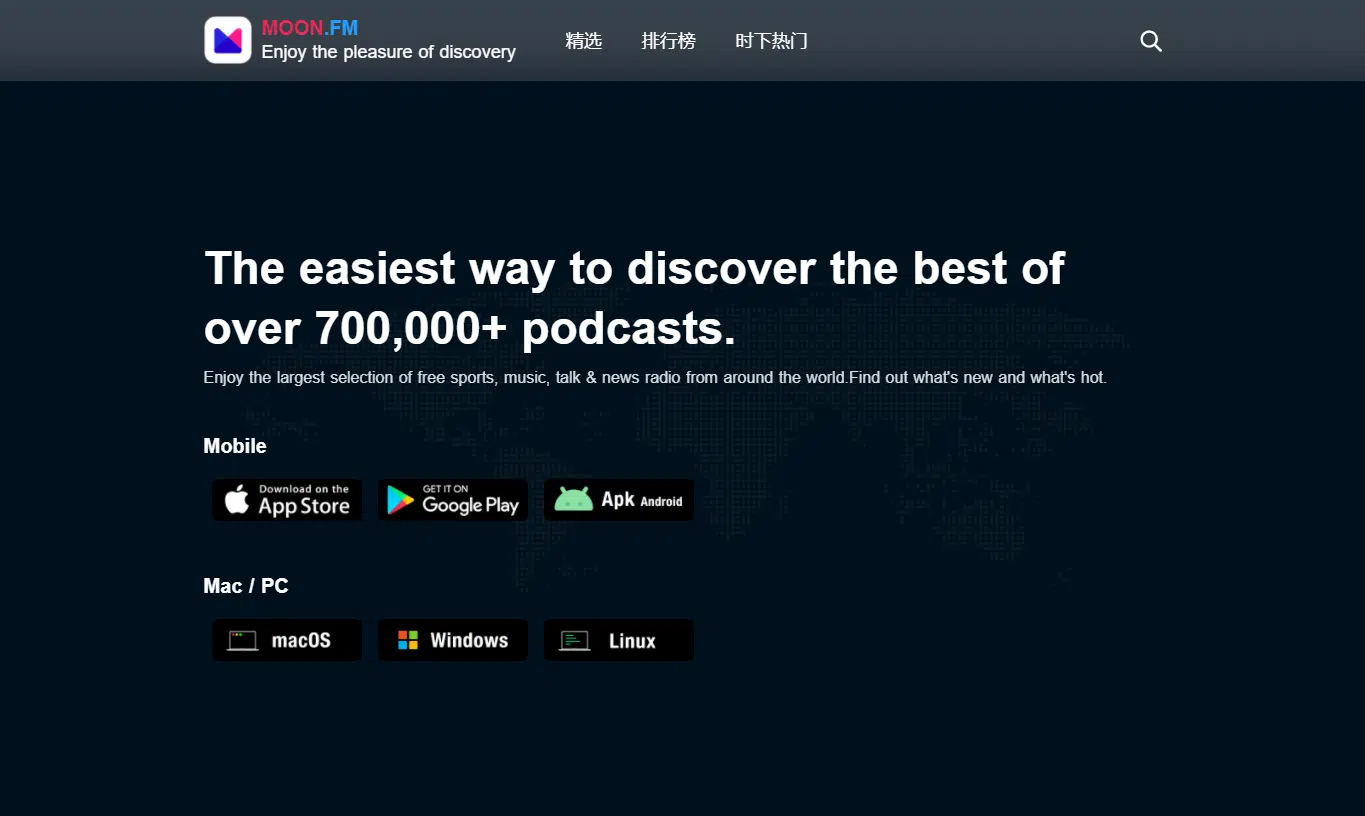 MOON.FM
Enjoy the pleasure of discovery
精选
排行榜
时下热门
The easiest way to discover the best of
over 700,000+ podcasts.
Enjoy the largest selection of free sports, music, talk & news radio from around the world.Find out what's new and what's hot.
Mobile
Download on the
App Store
GET IT ON
Google Play
Apk Android
Mac / PC
macOS
Windows
Linux